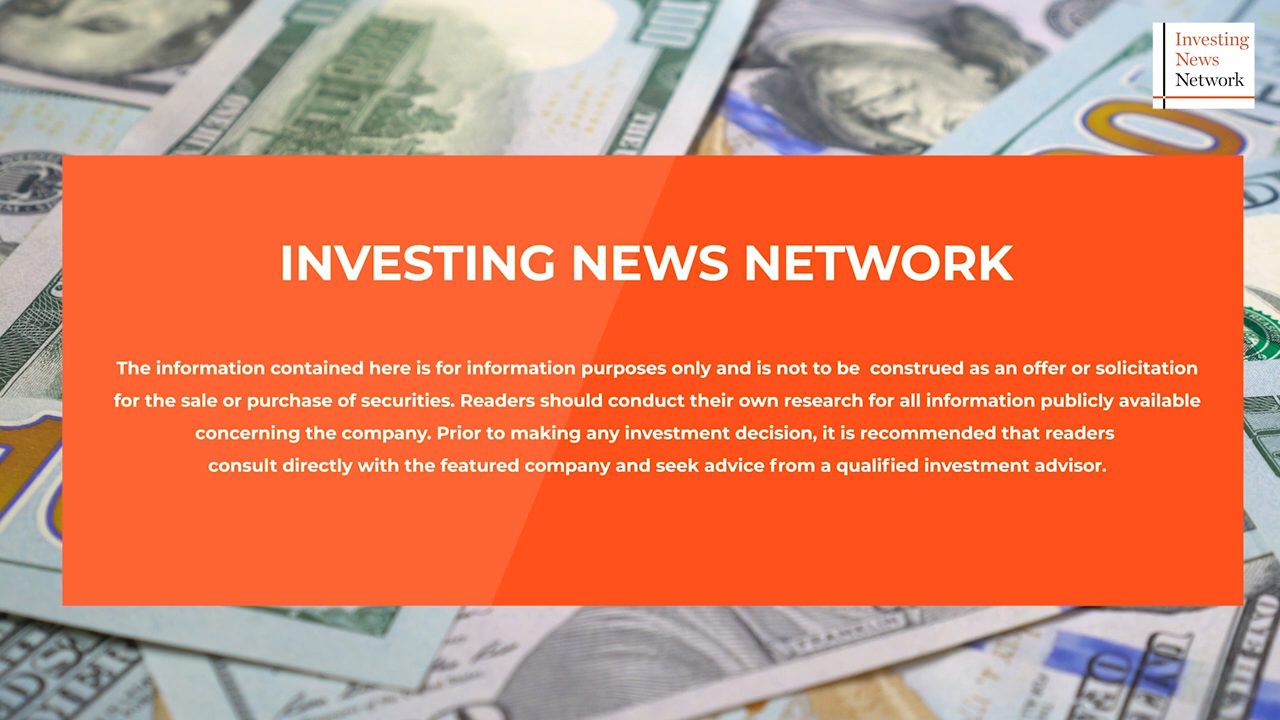 Investing
News
Network
INVESTING NEWS NETWORK
The information contained here is for information purposes only and is not to be  construed as an offer or solicitation
for the sale or purchase of securities. Readers should conduct their own research for all information publicly available
concerning the company. Prior to making any investment decision, it is recommended that readers
consult directly with the featured company and seek advice from a qualified investment advisor.